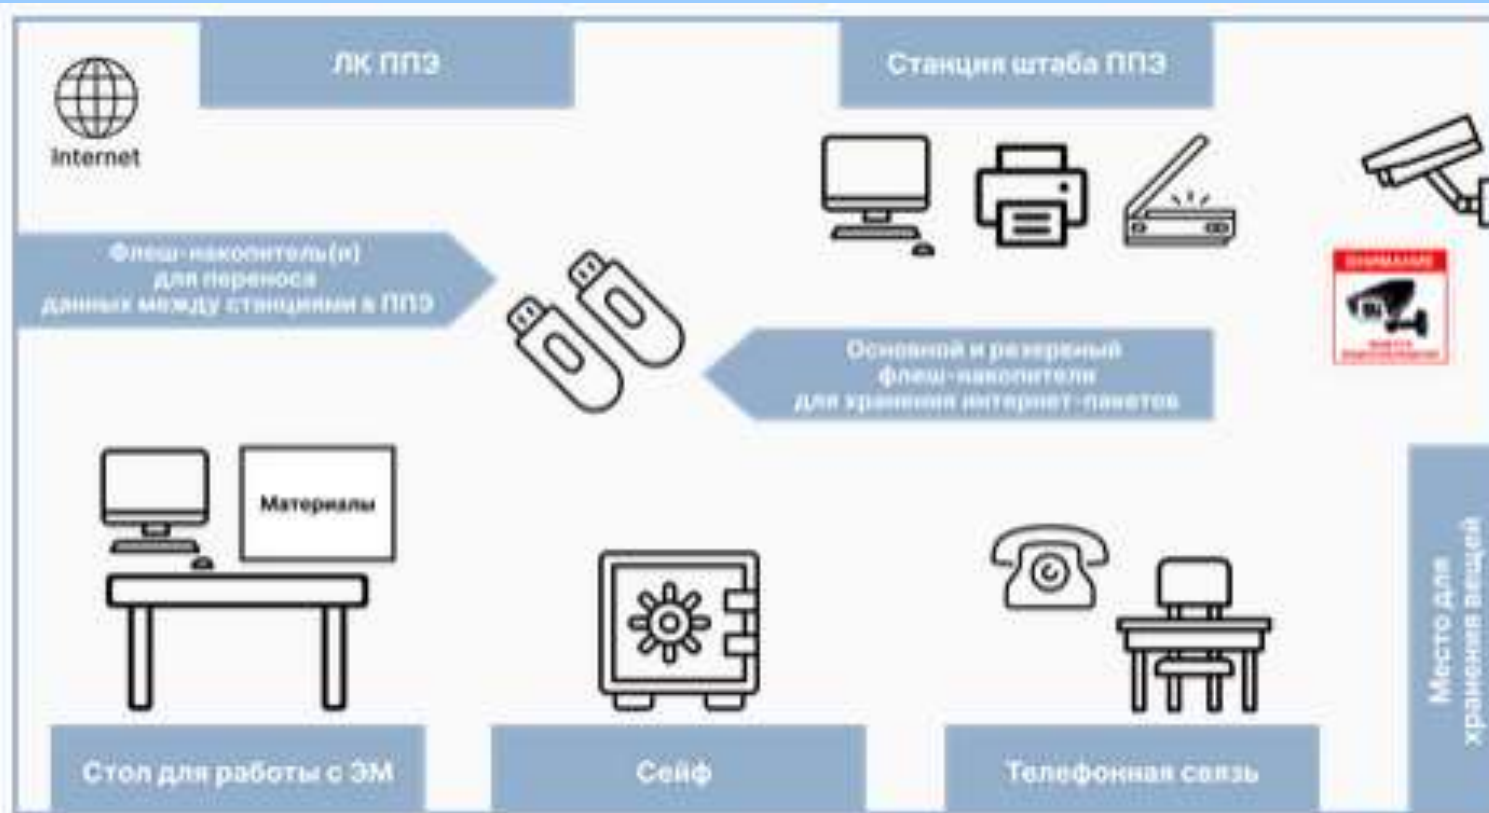 ЛК ППЭ
Станция штаба ППЭ
Internet
Флеш-накопитель(и)
для переноса
данных между станциями в ППЭ
ВНИМАНИЕ
Основной и резервный
флеш-накопители
для хранения интернет-пакетов
Материалы
Место для
хранения вещей
Стол для работы с ЭМ
Сейф
Телефонная связь